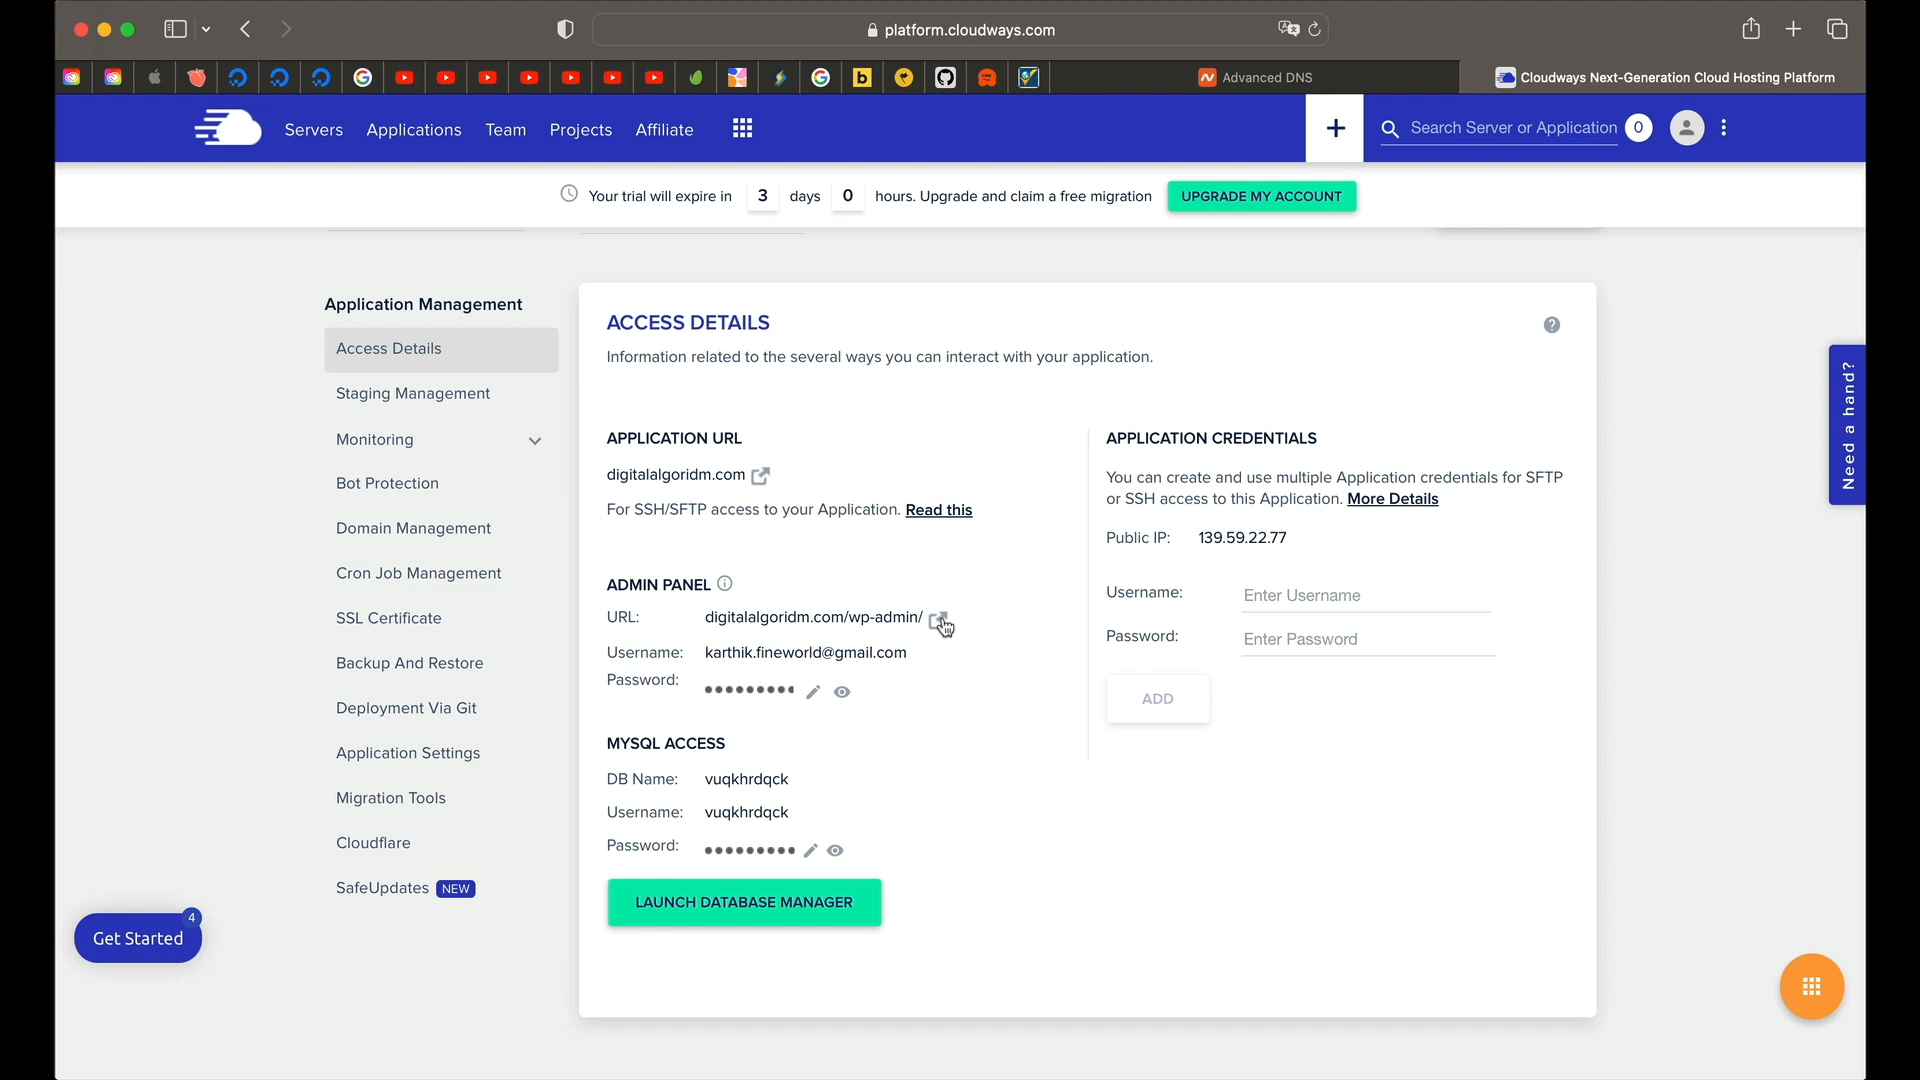 platform.cloudways.com
Advanced DNS
Cloudways Next-Generation Cloud Hosting Platform
Servers
Applications
Team
Projects
Affiliate
Search Server or Application
0
Your trial will expire in 3 days 0 hours. Upgrade and claim a free migration
UPGRADE MY ACCOUNT
Application Management
Access Details
Staging Management
Monitoring
Bot Protection
Domain Management
Cron Job Management
SSL Certificate
Backup And Restore
Deployment Via Git
Application Settings
Migration Tools
Cloudflare
SafeUpdates NEW
ACCESS DETAILS
Information related to the several ways you can interact with your application.
APPLICATION URL
digitalalgoridm.com
For SSH/SFTP access to your Application. Read this
ADMIN PANEL
URL: digitalalgoridm.com/wp-admin/
Username: karthik.fineworld@gmail.com
Password:
MYSQL ACCESS
DB Name: vuqkhrdqck
Username: vuqkhrdqck
Password:
LAUNCH DATABASE MANAGER
APPLICATION CREDENTIALS
You can create and use multiple Application credentials for SFTP
or SSH access to this Application. More Details
Public IP: 139.59.22.77
Username: Enter Username
Password: Enter Password
ADD
Need a hand?
4
Get Started